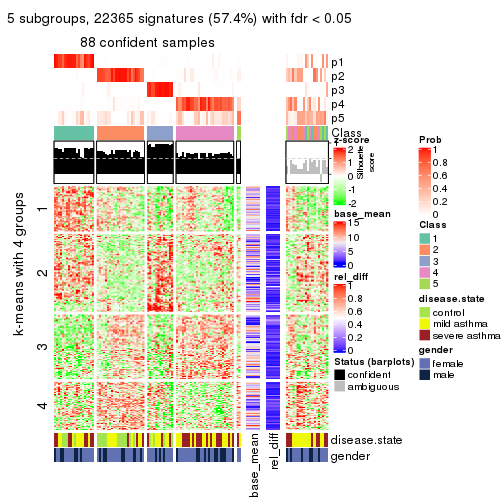 5 subgroups, 22365 signatures (57.4%) with fdr < 0.05
88 confident samples
p1
p2
p3
p4
p5
Class
1
2
3
4
k-means with 4 groups
Silhouette
score
z-score
2
1
0
-1
-2
base_mean
15
10
5
0
rel_diff
1
0.8
0.6
0.4
0.2
0
Status (barplots)
confident
ambiguous
Prob
1
0.8
0.6
0.4
0.2
0
Class
1
2
3
4
5
disease.state
control
mild asthma
severe asthma
gender
female
male
disease.state
gender
base_mean
rel_diff